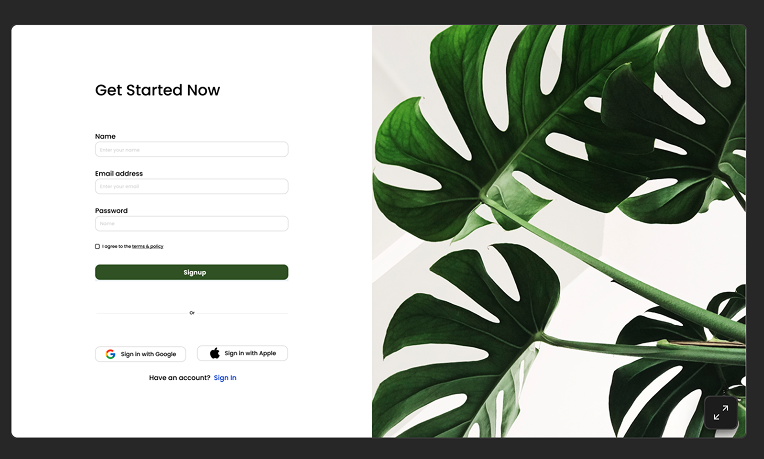 Get Started Now
Name
Enter your name
Email address
Enter your email
Password
Name
I agree to the terms & policy
Signup
Or
Sign in with Google
Sign in with Apple
Have an account? Sign In